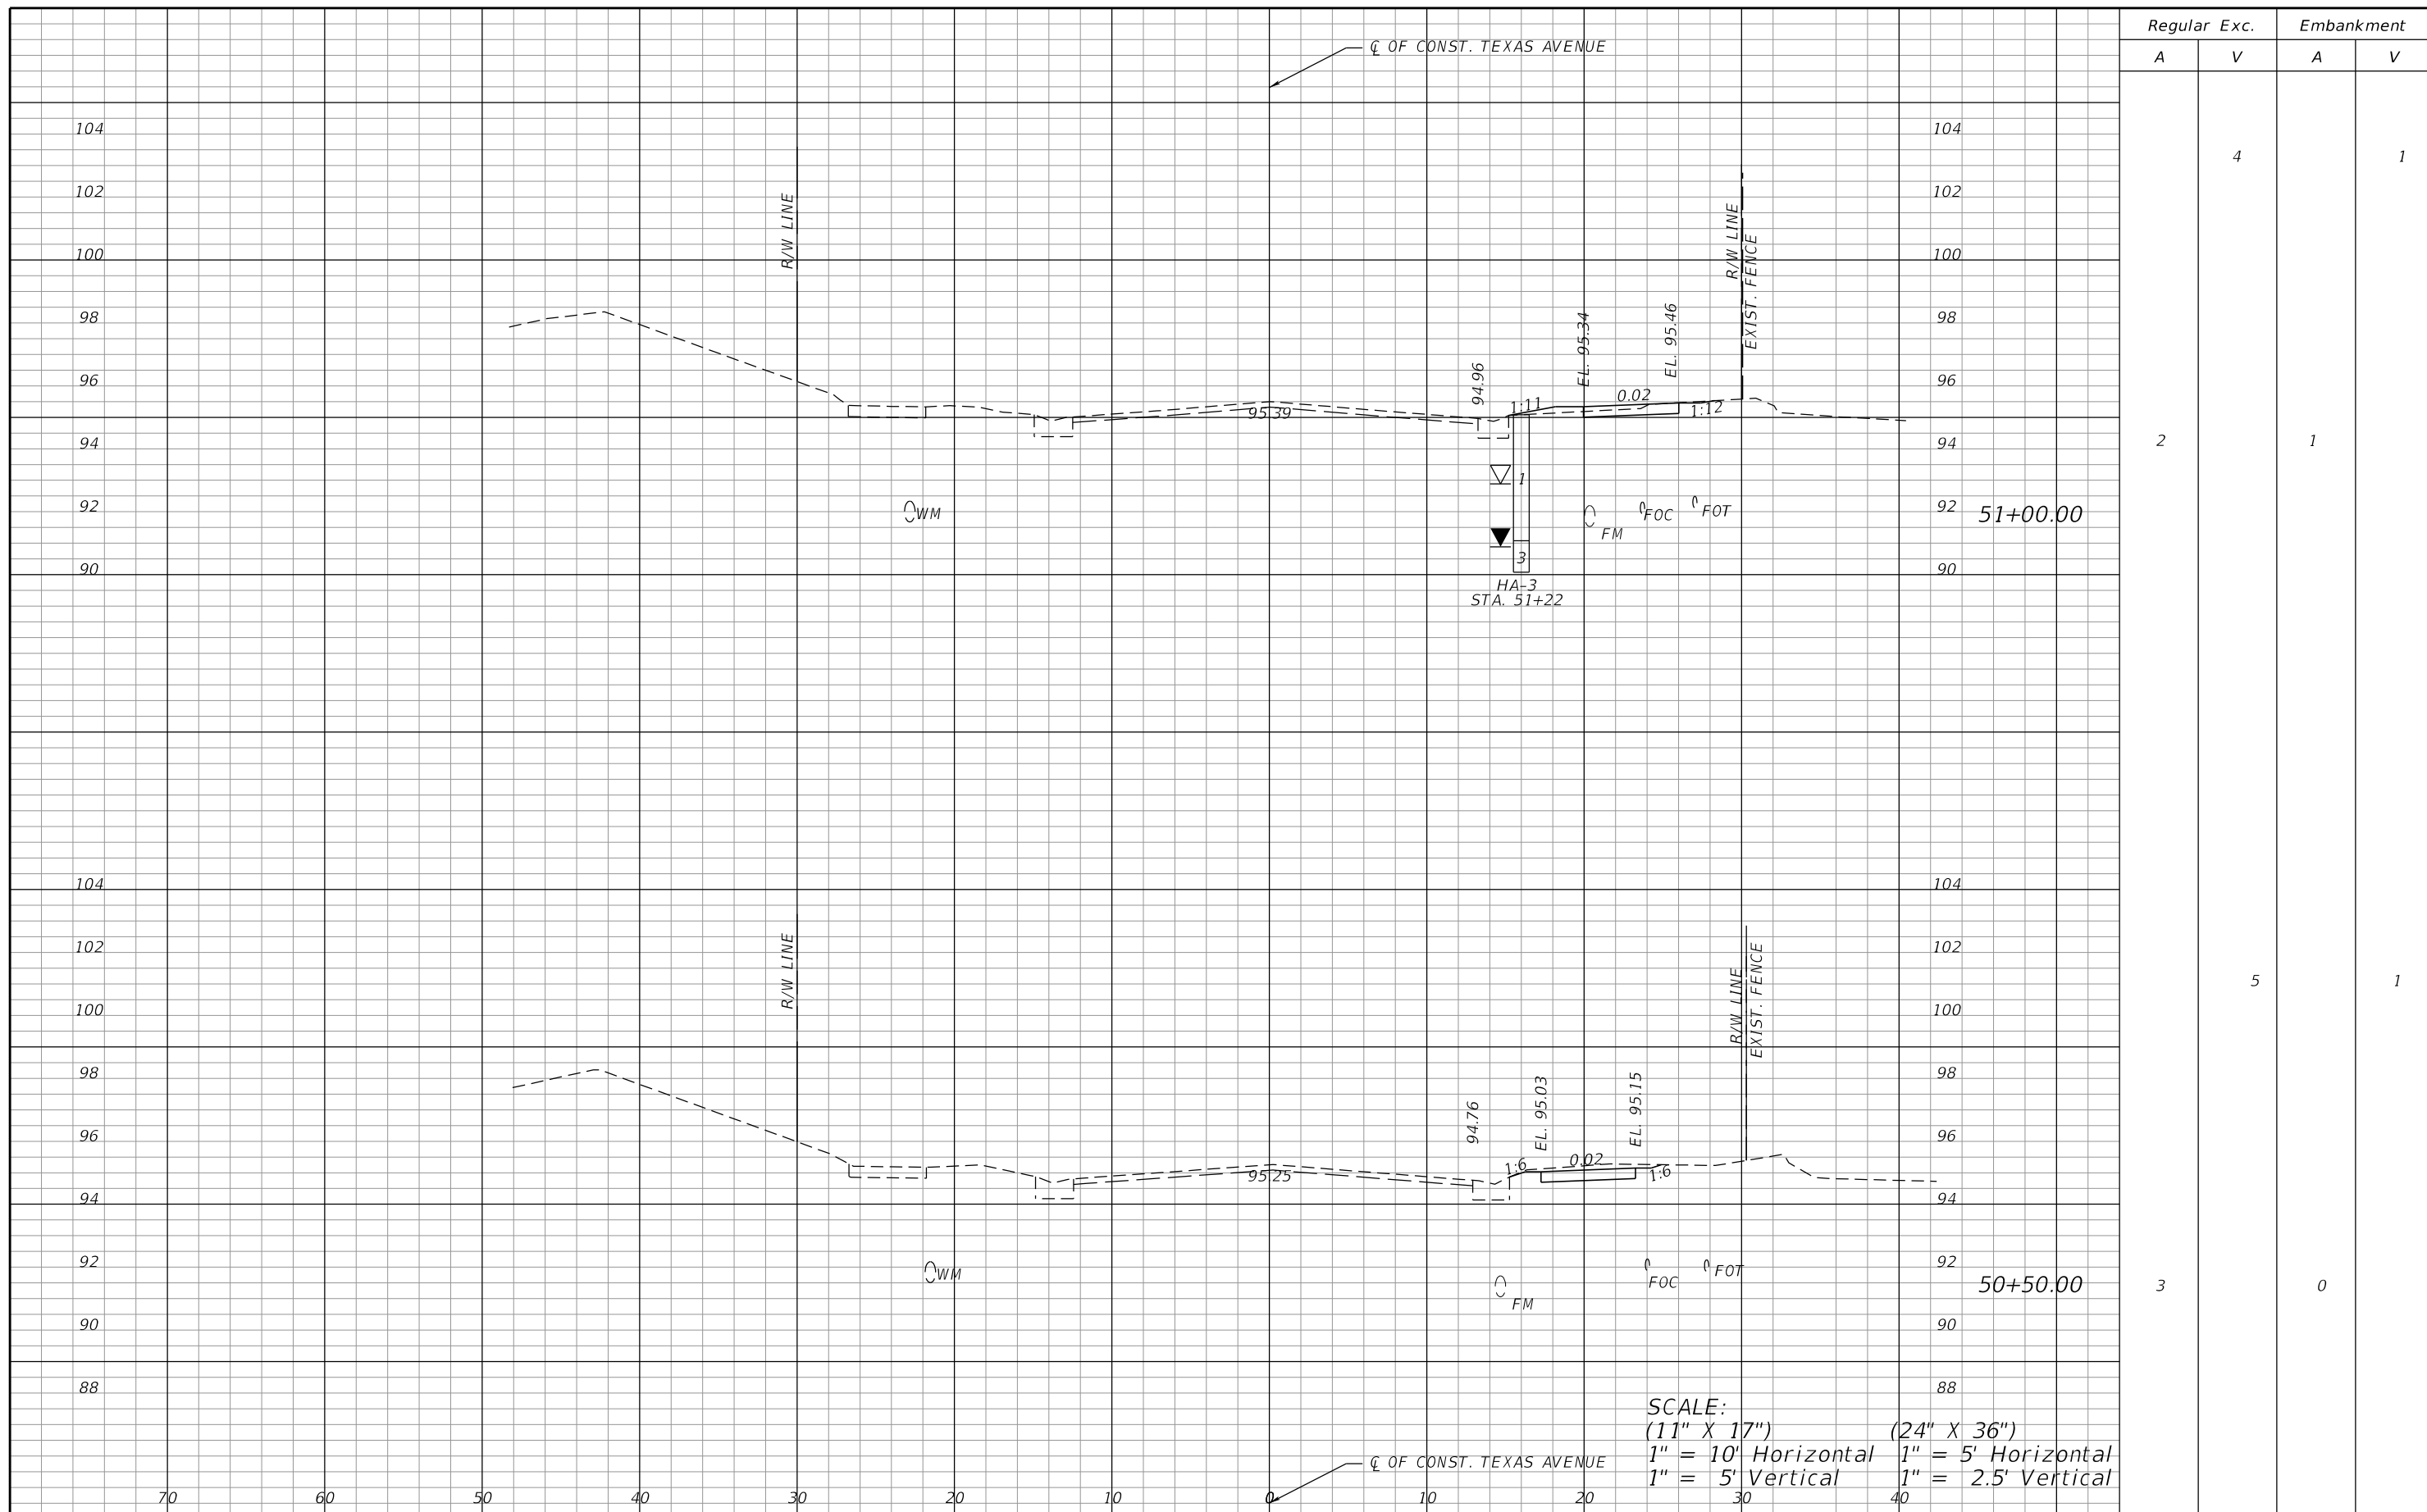 Regular Exc. Embankment
A V A V
℄ OF CONST. TEXAS AVENUE
104 104
4 1
102 102
R/W LINE
R/W LINE
EXIST. FENCE
100 100
98 98
94.96
EL. 95.34
EL. 95.46
96 96
95.39
1:11
0.02
1:12
94 94
2 1
1
92 92
WM
FM
FOC
FOT
51+00.00
3
90 90
HA-3
STA. 51+22
104 104
102 102
R/W LINE
R/W LINE
EXIST. FENCE
5 1
100 100
98 98
94.76
EL. 95.03
EL. 95.15
96 96
95.25
1:6
0.02
1:6
94 94
92 92
WM
FM
FOC
FOT
50+50.00
3 0
90 90
88 88
SCALE:
(11" X 17") (24" X 36")
1" = 10' Horizontal 1" = 5' Horizontal
1" = 5' Vertical 1" = 2.5' Vertical
℄ OF CONST. TEXAS AVENUE
70 60 50 40 30 20 10 0 10 20 30 40